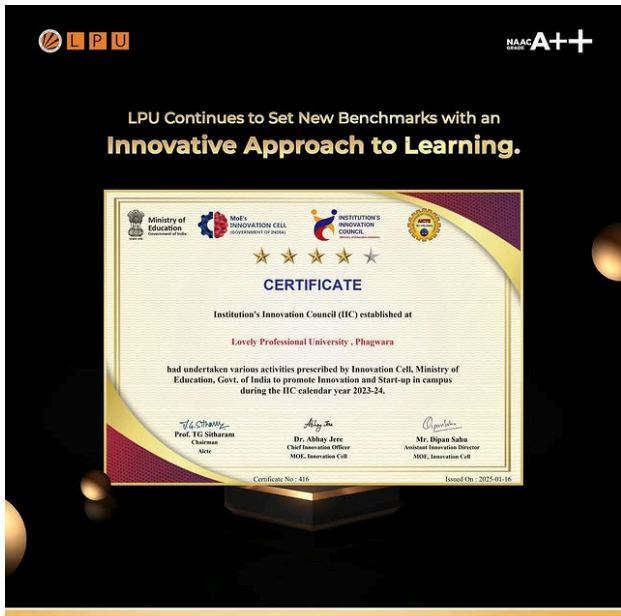 LPU
NAAC
GRADE A++
LPU Continues to Set New Benchmarks with an
Innovative Approach to Learning.
Ministry of
Education
Government of India
MoE's
INNOVATION CELL
(GOVERNMENT OF INDIA)
INSTITUTION'S
INNOVATION
COUNCIL
CERTIFICATE
Institution's Innovation Council (IIC) established at
Lovely Professional University , Phagwara
had undertaken various activities prescribed by Innovation Cell, Ministry of
Education, Govt. of India to promote Innovation and Start-up in campus
during the IIC calendar year 2023-24.
Prof. TG Sitharam
Chairman
Aicte
Dr. Abhay Jere
Chief Innovation Officer
MOE, Innovation Cell
Mr. Dipan Sahu
Assistant Innovation Director
MOE, Innovation Cell
Certificate No : 416
Issued On : 2025-01-16